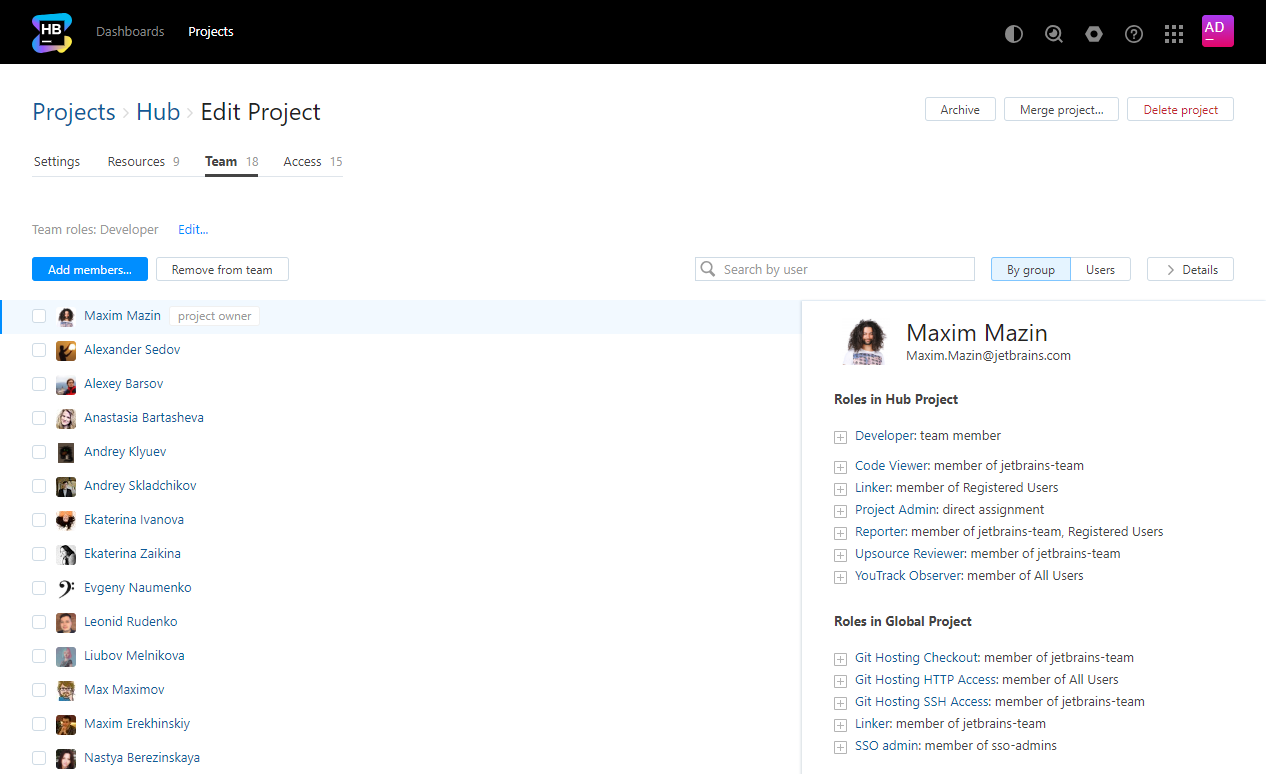 HB
Dashboards Projects AD
Projects › Hub › Edit Project Archive Merge project... Delete project
Settings Resources 9 Team 18 Access 15
Team roles: Developer Edit...
Add members... Remove from team Search by user By group Users Details
Maxim Mazin project owner
Alexander Sedov
Alexey Barsov
Anastasia Bartasheva
Andrey Klyuev
Andrey Skladchikov
Ekaterina Ivanova
Ekaterina Zaikina
Evgeny Naumenko
Leonid Rudenko
Liubov Melnikova
Max Maximov
Maxim Erekhinskiy
Nastya Berezinskaya
Maxim Mazin
Maxim.Mazin@jetbrains.com
Roles in Hub Project
Developer: team member
Code Viewer: member of jetbrains-team
Linker: member of Registered Users
Project Admin: direct assignment
Reporter: member of jetbrains-team, Registered Users
Upsource Reviewer: member of jetbrains-team
YouTrack Observer: member of All Users
Roles in Global Project
Git Hosting Checkout: member of jetbrains-team
Git Hosting HTTP Access: member of All Users
Git Hosting SSH Access: member of jetbrains-team
Linker: member of jetbrains-team
SSO admin: member of sso-admins